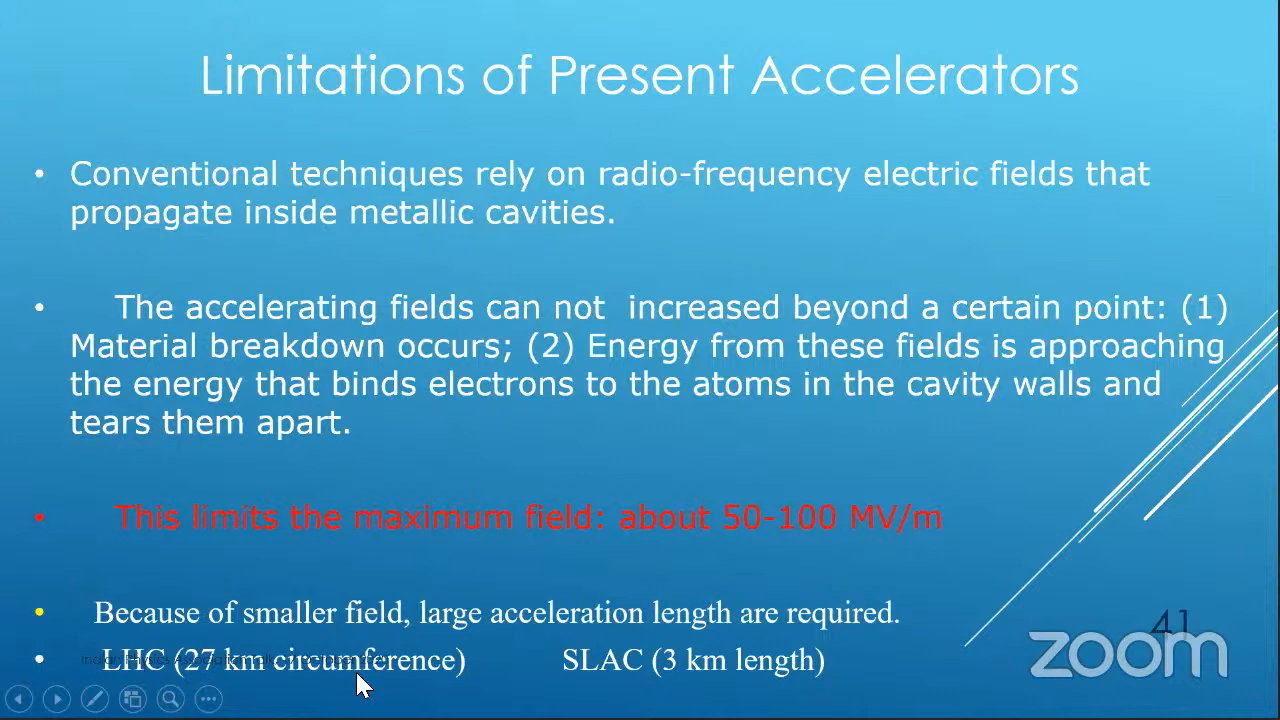 Limitations of Present Accelerators
• Conventional techniques rely on radio-frequency electric fields that
propagate inside metallic cavities.
• The accelerating fields can not increased beyond a certain point: (1)
Material breakdown occurs; (2) Energy from these fields is approaching
the energy that binds electrons to the atoms in the cavity walls and
tears them apart.
• This limits the maximum field: about 50-100 MV/m
• Because of smaller field, large acceleration length are required.
41
• LHC (27 km circumference) SLAC (3 km length)
Indian Physics Association
zoom